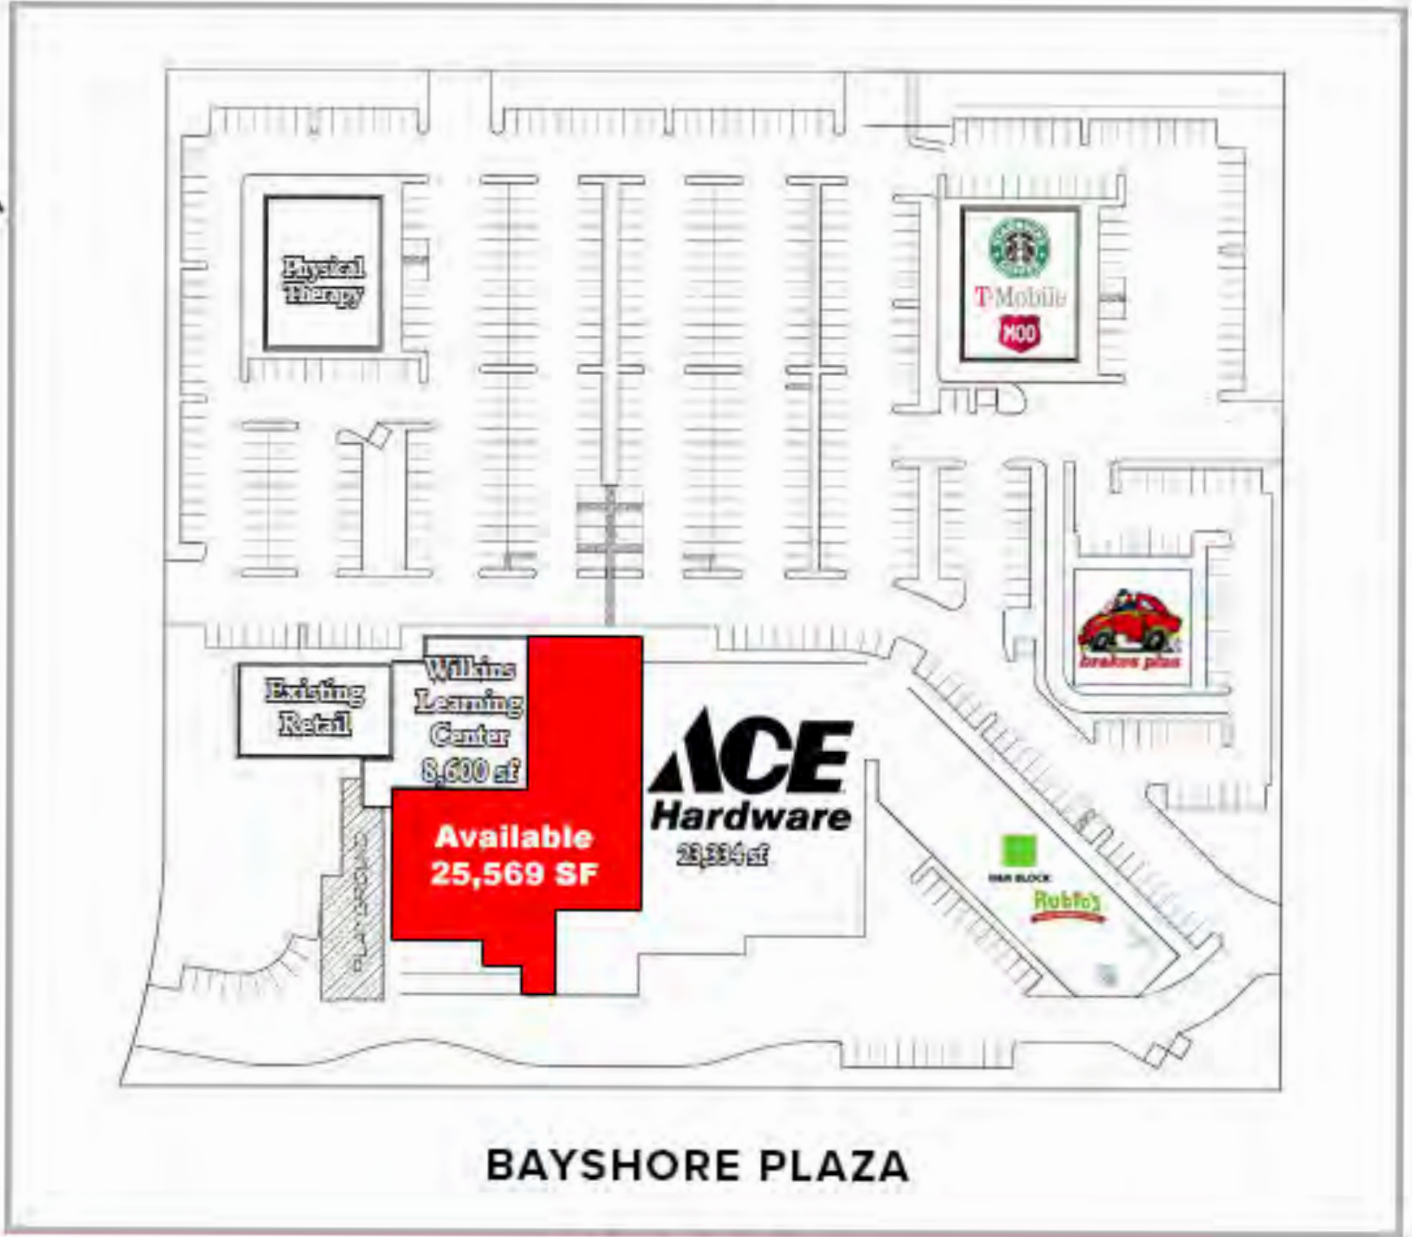 Physical
Therapy
T-Mobile
MOD
brakes plus
Existing
Retail
Wilkins
Learning
Center
8,600 sf
Available
25,569 SF
ACE
Hardware
23,334 sf
H&R BLOCK
Rubio's
BAYSHORE PLAZA